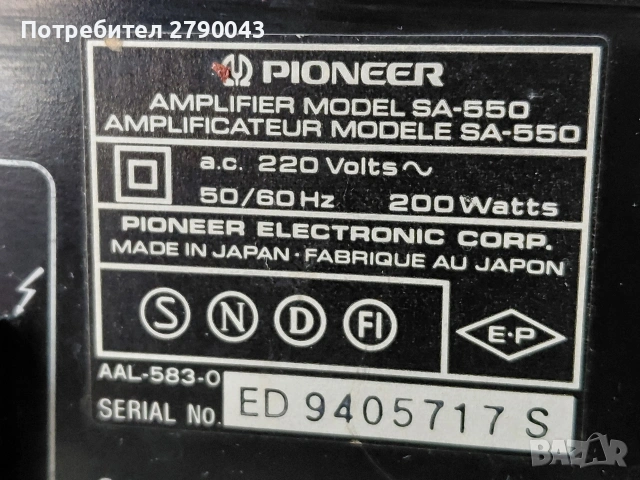 Потребител 2790043
PIONEER
AMPLIFIER MODEL SA-550
AMPLIFICATEUR MODELE SA-550
a.c. 220 Volts~
50/60 Hz 200 Watts
PIONEER ELECTRONIC CORP.
MADE IN JAPAN · FABRIQUE AU JAPON
S N D FI E·P
AAL-583-0
SERIAL No. ED 9405717 S
BAZAR